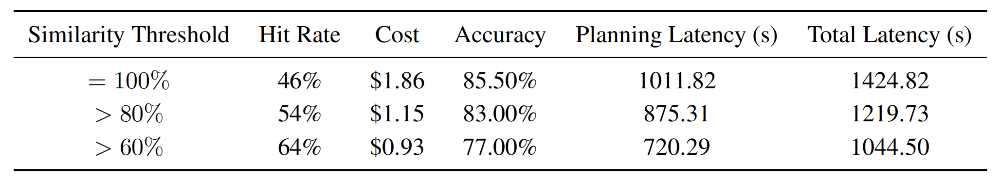 Similarity Threshold Hit Rate Cost Accuracy Planning Latency (s) Total Latency (s)
= 100% 46% $1.86 85.50% 1011.82 1424.82
> 80% 54% $1.15 83.00% 875.31 1219.73
> 60% 64% $0.93 77.00% 720.29 1044.50